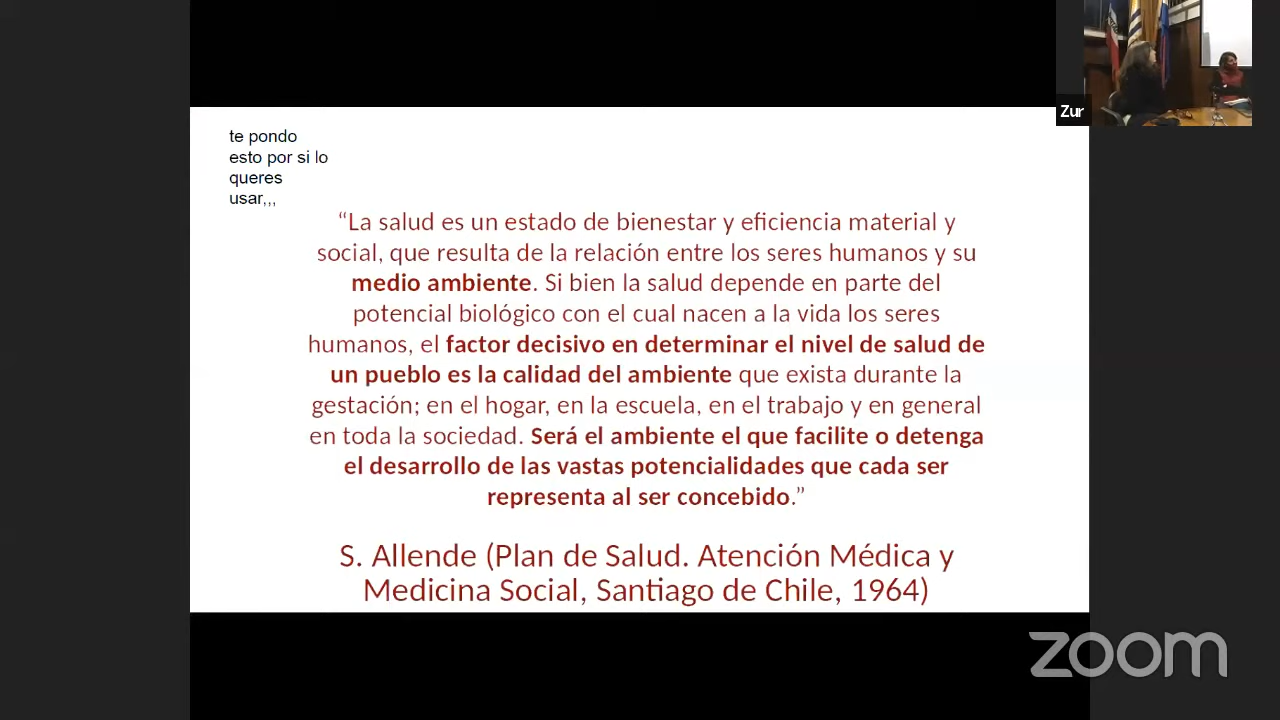 Zur
te pondo
esto por si lo
queres
usar,,,
“La salud es un estado de bienestar y eficiencia material y
social, que resulta de la relación entre los seres humanos y su
medio ambiente. Si bien la salud depende en parte del
potencial biológico con el cual nacen a la vida los seres
humanos, el factor decisivo en determinar el nivel de salud de
un pueblo es la calidad del ambiente que exista durante la
gestación; en el hogar, en la escuela, en el trabajo y en general
en toda la sociedad. Será el ambiente el que facilite o detenga
el desarrollo de las vastas potencialidades que cada ser
representa al ser concebido.”
S. Allende (Plan de Salud. Atención Médica y
Medicina Social, Santiago de Chile, 1964)
zoom